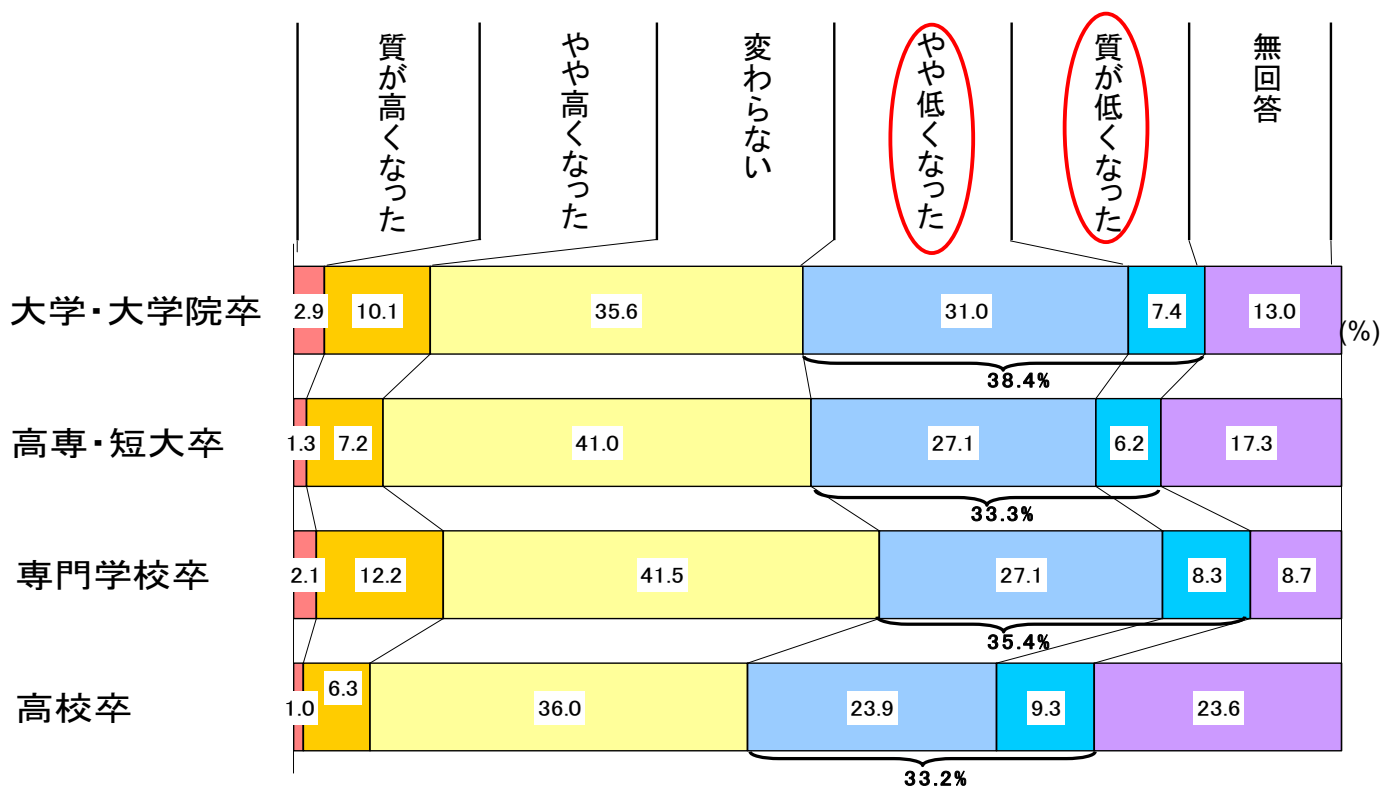 質が高くなった
やや高くなった
変わらない
やや低くなった
質が低くなった
無回答
大学・大学院卒
2.9
10.1
35.6
31.0
7.4
13.0
(%)
38.4%
高専・短大卒
1.3
7.2
41.0
27.1
6.2
17.3
33.3%
専門学校卒
2.1
12.2
41.5
27.1
8.3
8.7
35.4%
高校卒
1.0
6.3
36.0
23.9
9.3
23.6
33.2%